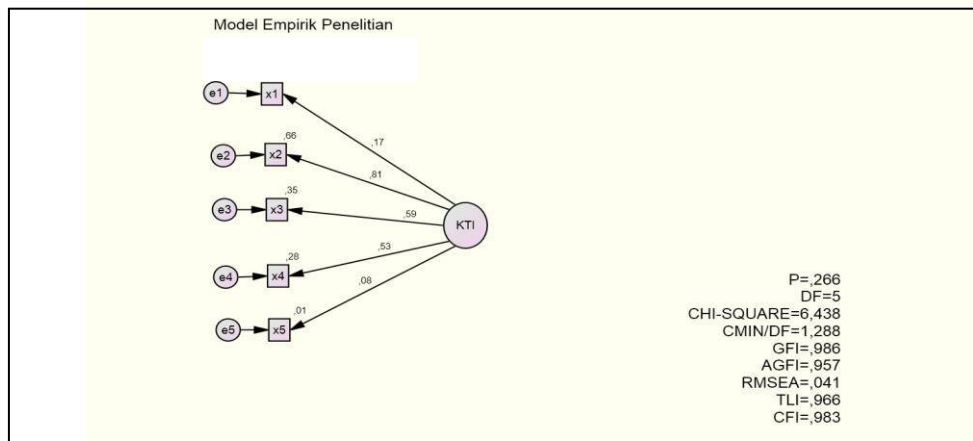 Model Empirik Penelitian
e1
x1
,17
,66
e2
x2
,81
,35
e3
x3
,59
KTI
,28
,53
e4
x4
,08
,01
e5
x5
P=,266
DF=5
CHI-SQUARE=6,438
CMIN/DF=1,288
GFI=,986
AGFI=,957
RMSEA=,041
TLI=,966
CFI=,983